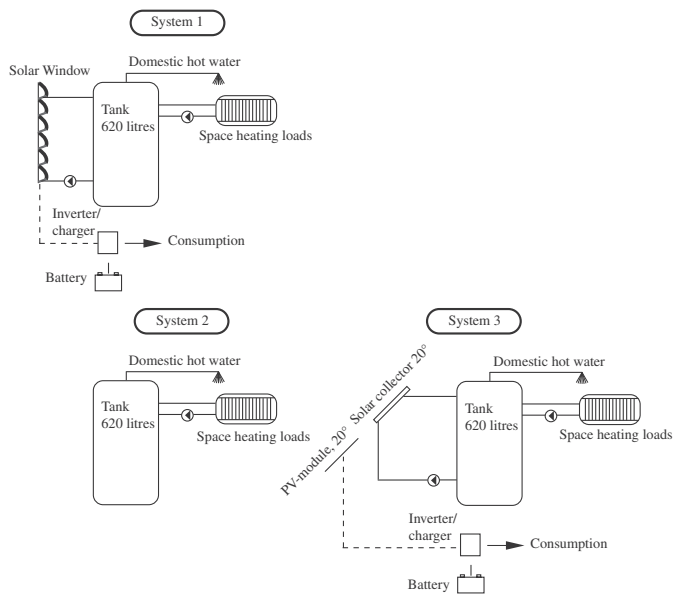 System 1
Domestic hot water
Solar Window
Tank
620 litres
Space heating loads
Inverter/
charger
Consumption
Battery
System 2
Domestic hot water
Tank
620 litres
Space heating loads
System 3
Solar collector 20°
PV-module, 20°
Domestic hot water
Tank
620 litres
Space heating loads
Inverter/
charger
Consumption
Battery